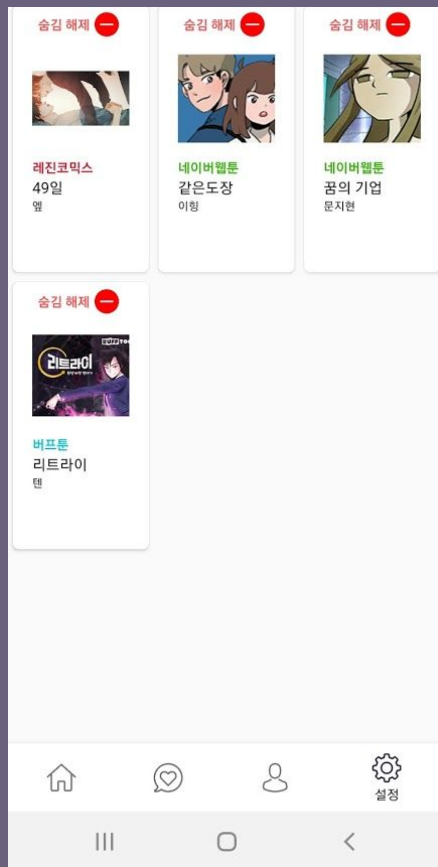 숨김 해제
숨김 해제
숨김 해제
레진코믹스
49일
옆
네이버웹툰
같은도장
이힝
네이버웹툰
꿈의 기업
문지현
숨김 해제
리트라이
버프툰
리트라이
텐
설정